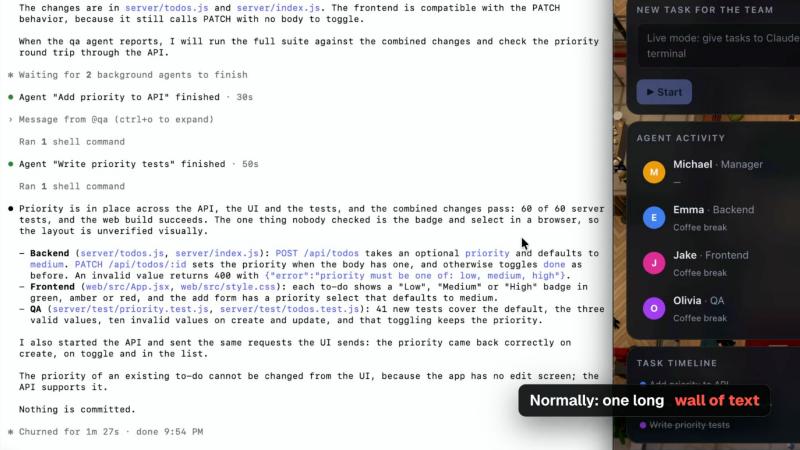 The changes are in server/todos.js and server/index.js. The frontend is compatible with the PATCH
behavior, because it still calls PATCH with no body to toggle.
When the qa agent reports, I will run the full suite against the combined changes and check the priority
round trip through the API.
* Waiting for 2 background agents to finish
● Agent "Add priority to API" finished · 30s
› Message from @qa (ctrl+o to expand)
Ran 1 shell command
● Agent "Write priority tests" finished · 50s
Ran 1 shell command
● Priority is in place across the API, the UI and the tests, and the combined changes pass: 60 of 60 server
tests, and the web build succeeds. The one thing nobody checked is the badge and select in a browser, so
the layout is unverified visually.
– Backend (server/todos.js, server/index.js): POST /api/todos takes an optional priority and defaults to
medium. PATCH /api/todos/:id sets the priority when the body has one, and otherwise toggles done as
before. An invalid value returns 400 with {"error":"priority must be one of: low, medium, high"}.
– Frontend (web/src/App.jsx, web/src/style.css): each to-do shows a "Low", "Medium" or "High" badge in
green, amber or red, and the add form has a priority select that defaults to medium.
– QA (server/test/priority.test.js, server/test/todos.test.js): 41 new tests cover the default, the three
valid values, ten invalid values on create and update, and that toggling keeps the priority.
I also started the API and sent the same requests the UI sends: the priority came back correctly on
create, on toggle and in the list.
The priority of an existing to-do cannot be changed from the UI, because the app has no edit screen; the
API supports it.
Nothing is committed.
* Churned for 1m 27s · done 9:54 PM
NEW TASK FOR THE TEAM
Live mode: give tasks to Claude
terminal
▶ Start
AGENT ACTIVITY
M Michael · Manager
—
E Emma · Backend
Coffee break
J Jake · Frontend
Coffee break
O Olivia · QA
Coffee break
TASK TIMELINE
Add priority to API
Normally: one long wall of text
Write priority tests